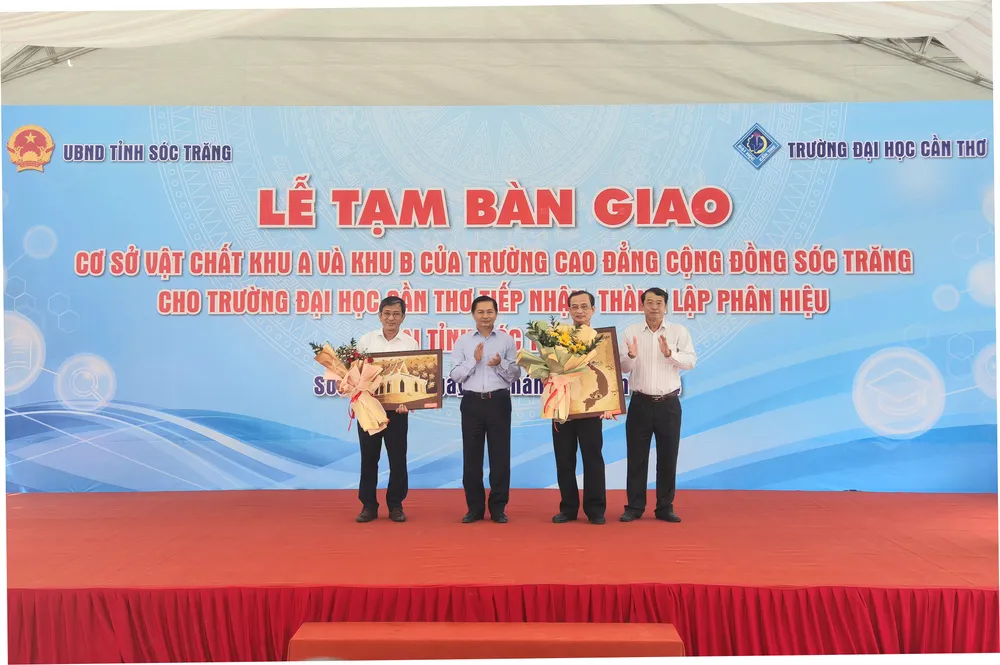 UBND TỈNH SÓC TRĂNG
TRƯỜNG ĐẠI HỌC CẦN THƠ
LỄ TẠM BÀN GIAO
CƠ SỞ VẬT CHẤT KHU A VÀ KHU B CỦA TRƯỜNG CAO ĐẲNG CỘNG ĐỒNG SÓC TRĂNG
CHO TRƯỜNG ĐẠI HỌC CẦN THƠ TIẾP NHẬN THÀNH LẬP PHÂN HIỆU
TỈNH